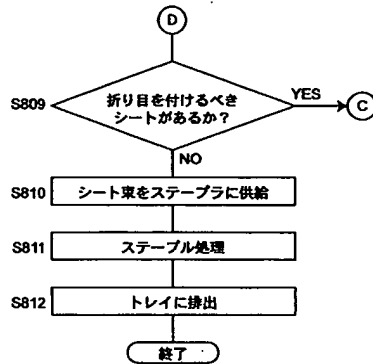 D
S809
折り目を付けるべき
シートがあるか？
YES
C
NO
S810
シート束をステープラに供給
S811
ステープル処理
S812
トレイに排出
終了